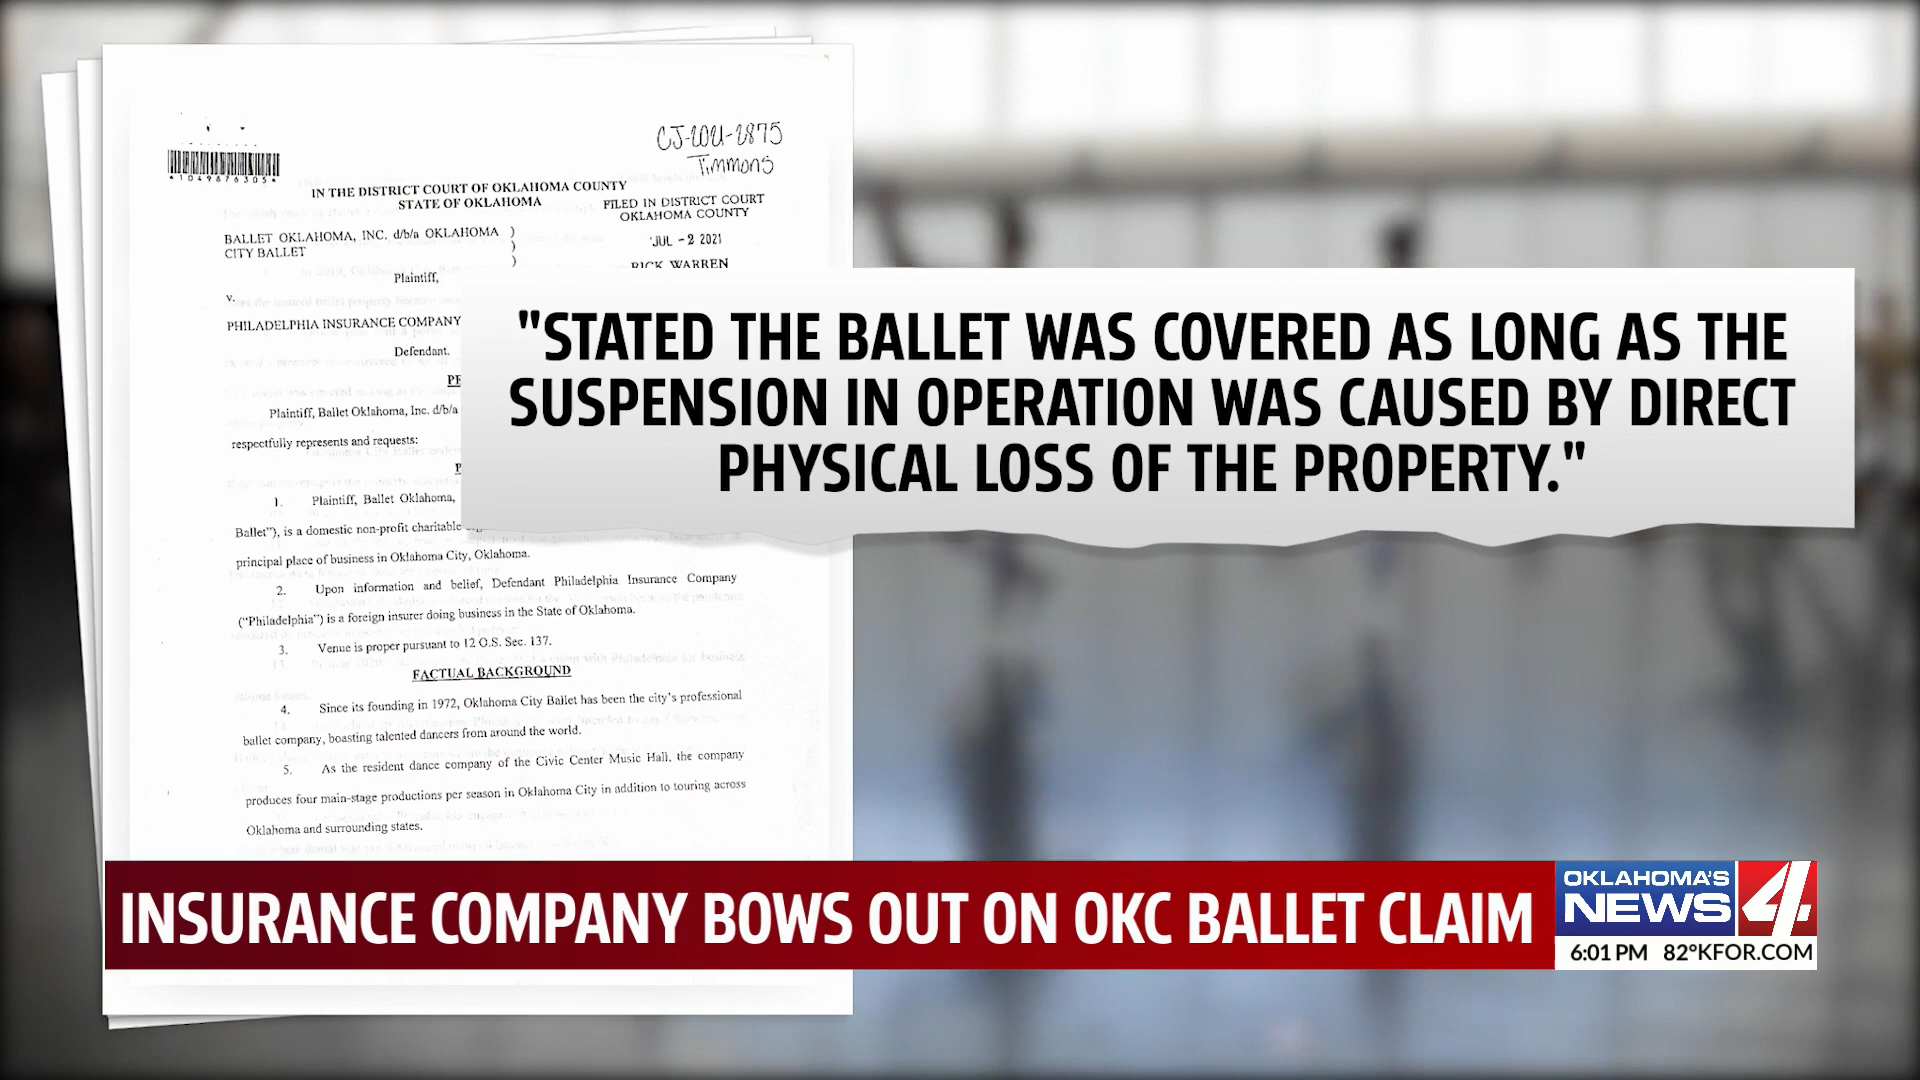 CJ-2021-2875
Timmons
*1049876305*
IN THE DISTRICT COURT OF OKLAHOMA COUNTY
STATE OF OKLAHOMA
FILED IN DISTRICT COURT
OKLAHOMA COUNTY
JUL -2 2021
RICK WARREN
BALLET OKLAHOMA, INC. d/b/a OKLAHOMA )
CITY BALLET )
)
Plaintiff,
v.
PHILADELPHIA INSURANCE COMPANY
Defendant.
PE
Plaintiff, Ballet Oklahoma, Inc. d/b/a
respectfully represents and requests:
P
1. Plaintiff, Ballet Oklahoma,
Ballet"), is a domestic non-profit charitable
principal place of business in Oklahoma City, Oklahoma.
2. Upon information and belief, Defendant Philadelphia Insurance Company
("Philadelphia") is a foreign insurer doing business in the State of Oklahoma.
3. Venue is proper pursuant to 12 O.S. Sec. 137.
FACTUAL BACKGROUND
4. Since its founding in 1972, Oklahoma City Ballet has been the city's professional
ballet company, boasting talented dancers from around the world.
5. As the resident dance company of the Civic Center Music Hall, the company
produces four main-stage productions per season in Oklahoma City in addition to touring across
Oklahoma and surrounding states.
"STATED THE BALLET WAS COVERED AS LONG AS THE
SUSPENSION IN OPERATION WAS CAUSED BY DIRECT
PHYSICAL LOSS OF THE PROPERTY."
INSURANCE COMPANY BOWS OUT ON OKC BALLET CLAIM
OKLAHOMA'S
NEWS 4
6:01 PM 82° KFOR.COM